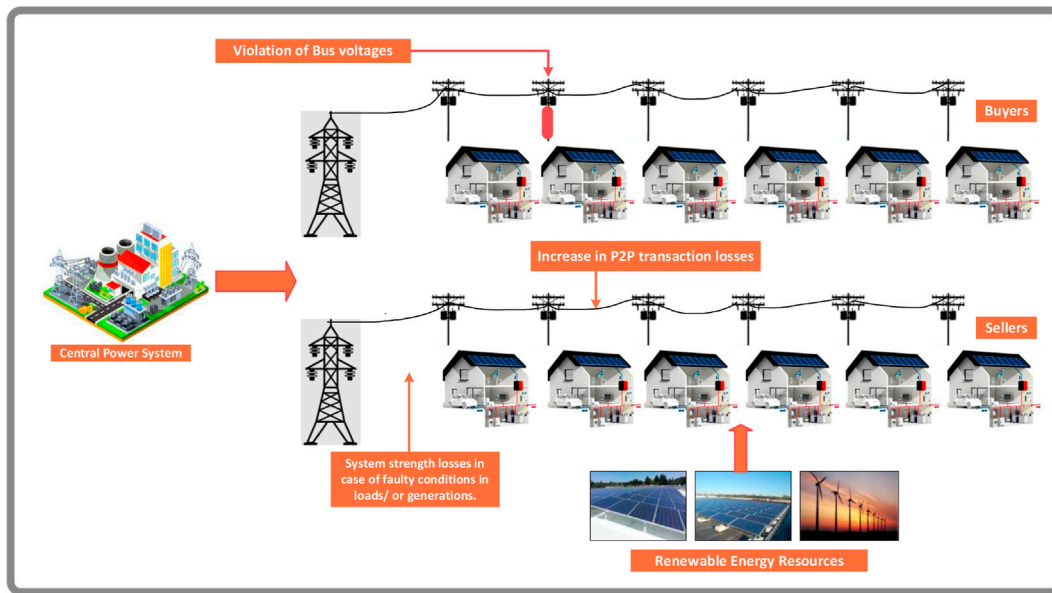 Violation of Bus voltages
Buyers
Increase in P2P transaction losses
Central Power System
Sellers
System strength losses in
case of faulty conditions in
loads/ or generations.
Renewable Energy Resources